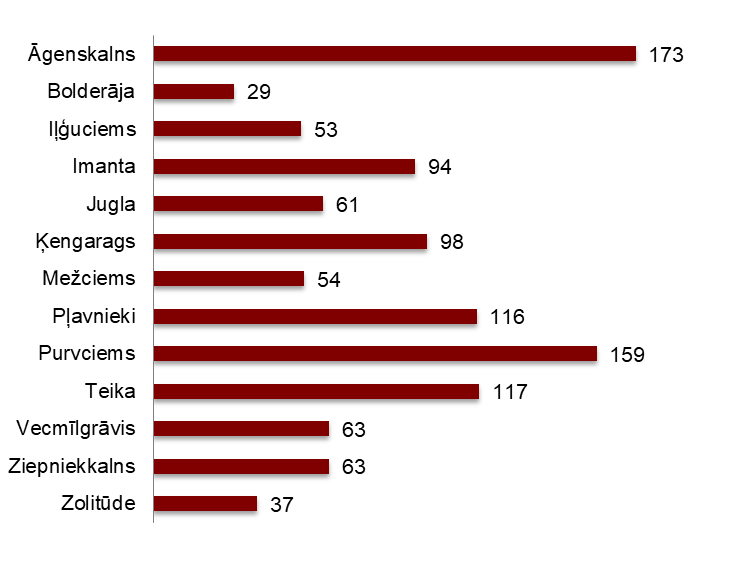 Āgenskalns 173
Bolderāja 29
Iļģuciems 53
Imanta 94
Jugla 61
Ķengarags 98
Mežciems 54
Pļavnieki 116
Purvciems 159
Teika 117
Vecmīlgrāvis 63
Ziepniekkalns 63
Zolitūde 37